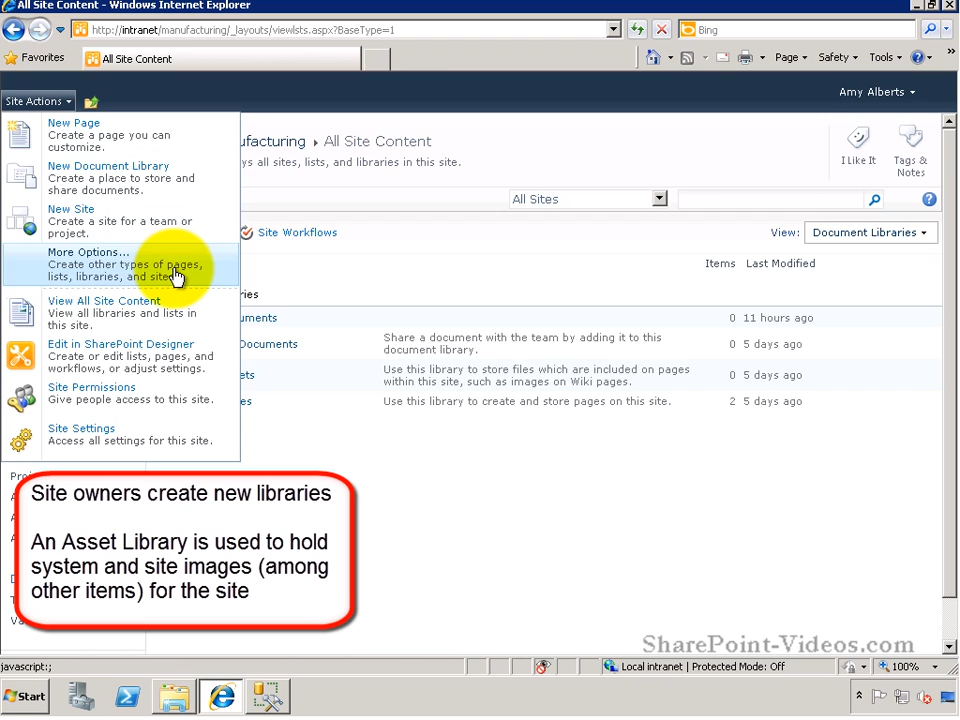 All Site Content - Windows Internet Explorer
http://intranet/manufacturing/_layouts/viewlsts.aspx?BaseType=1
Bing
Favorites
All Site Content
Page
Safety
Tools
»
Site Actions
Amy Alberts
New Page
Create a page you can
customize.
New Document Library
Create a place to store and
share documents.
New Site
Create a site for a team or
project.
More Options...
Create other types of pages,
lists, libraries, and site
View All Site Content
View all libraries and lists in
this site.
Edit in SharePoint Designer
Create or edit lists, pages, and
workflows, or adjust settings.
Site Permissions
Give people access to this site.
Site Settings
Access all settings for this site.
ufacturing ▸ All Site Content
ys all sites, lists, and libraries in this site.
I Like It
Tags &
Notes
All Sites
Site Workflows
View:
Document Libraries
Items
Last Modified
ries
uments
0
11 hours ago
Documents
Share a document with the team by adding it to this
document library.
0
5 days ago
ets
Use this library to store files which are included on pages
within this site, such as images on Wiki pages.
0
5 days ago
es
Use this library to create and store pages on this site.
2
5 days ago
Site owners create new libraries
An Asset Library is used to hold
system and site images (among
other items) for the site
SharePoint-Videos.com
javascript:;
Local intranet | Protected Mode: Off
100%
Start